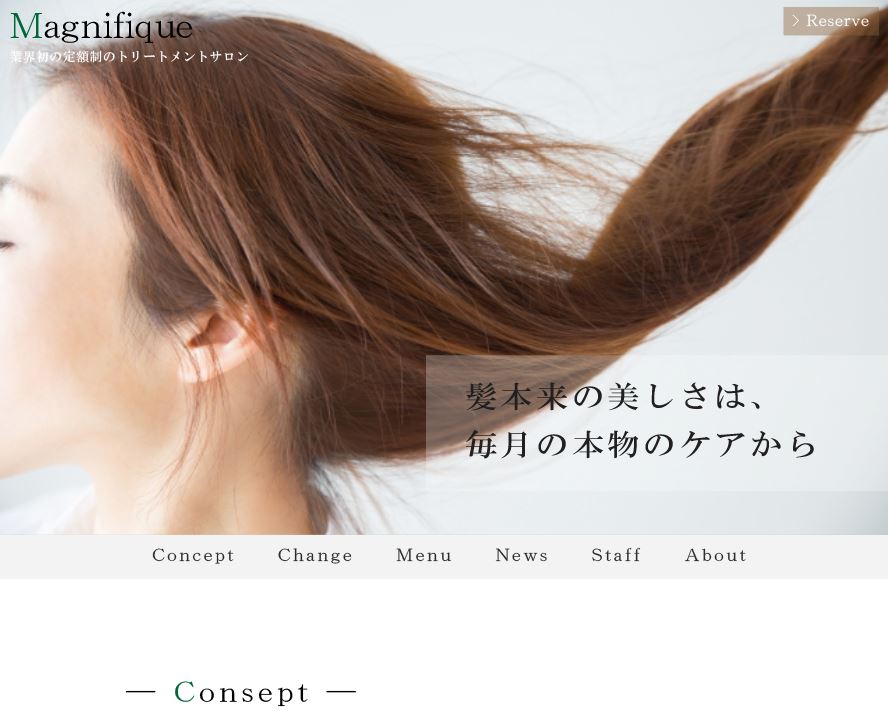 Magnifique
業界初の定額制のトリートメントサロン
Reserve
髪本来の美しさは、
毎月の本物のケアから
Concept Change Menu News Staff About
Consept